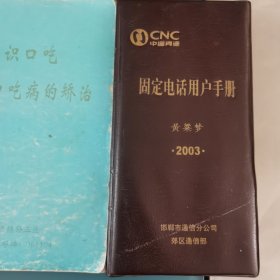 识口吃
吃病的矫治
CNC
中国网通
固定电话用户手册
黄粱梦
·2003·
邯郸市通信分公司
郊区通信部